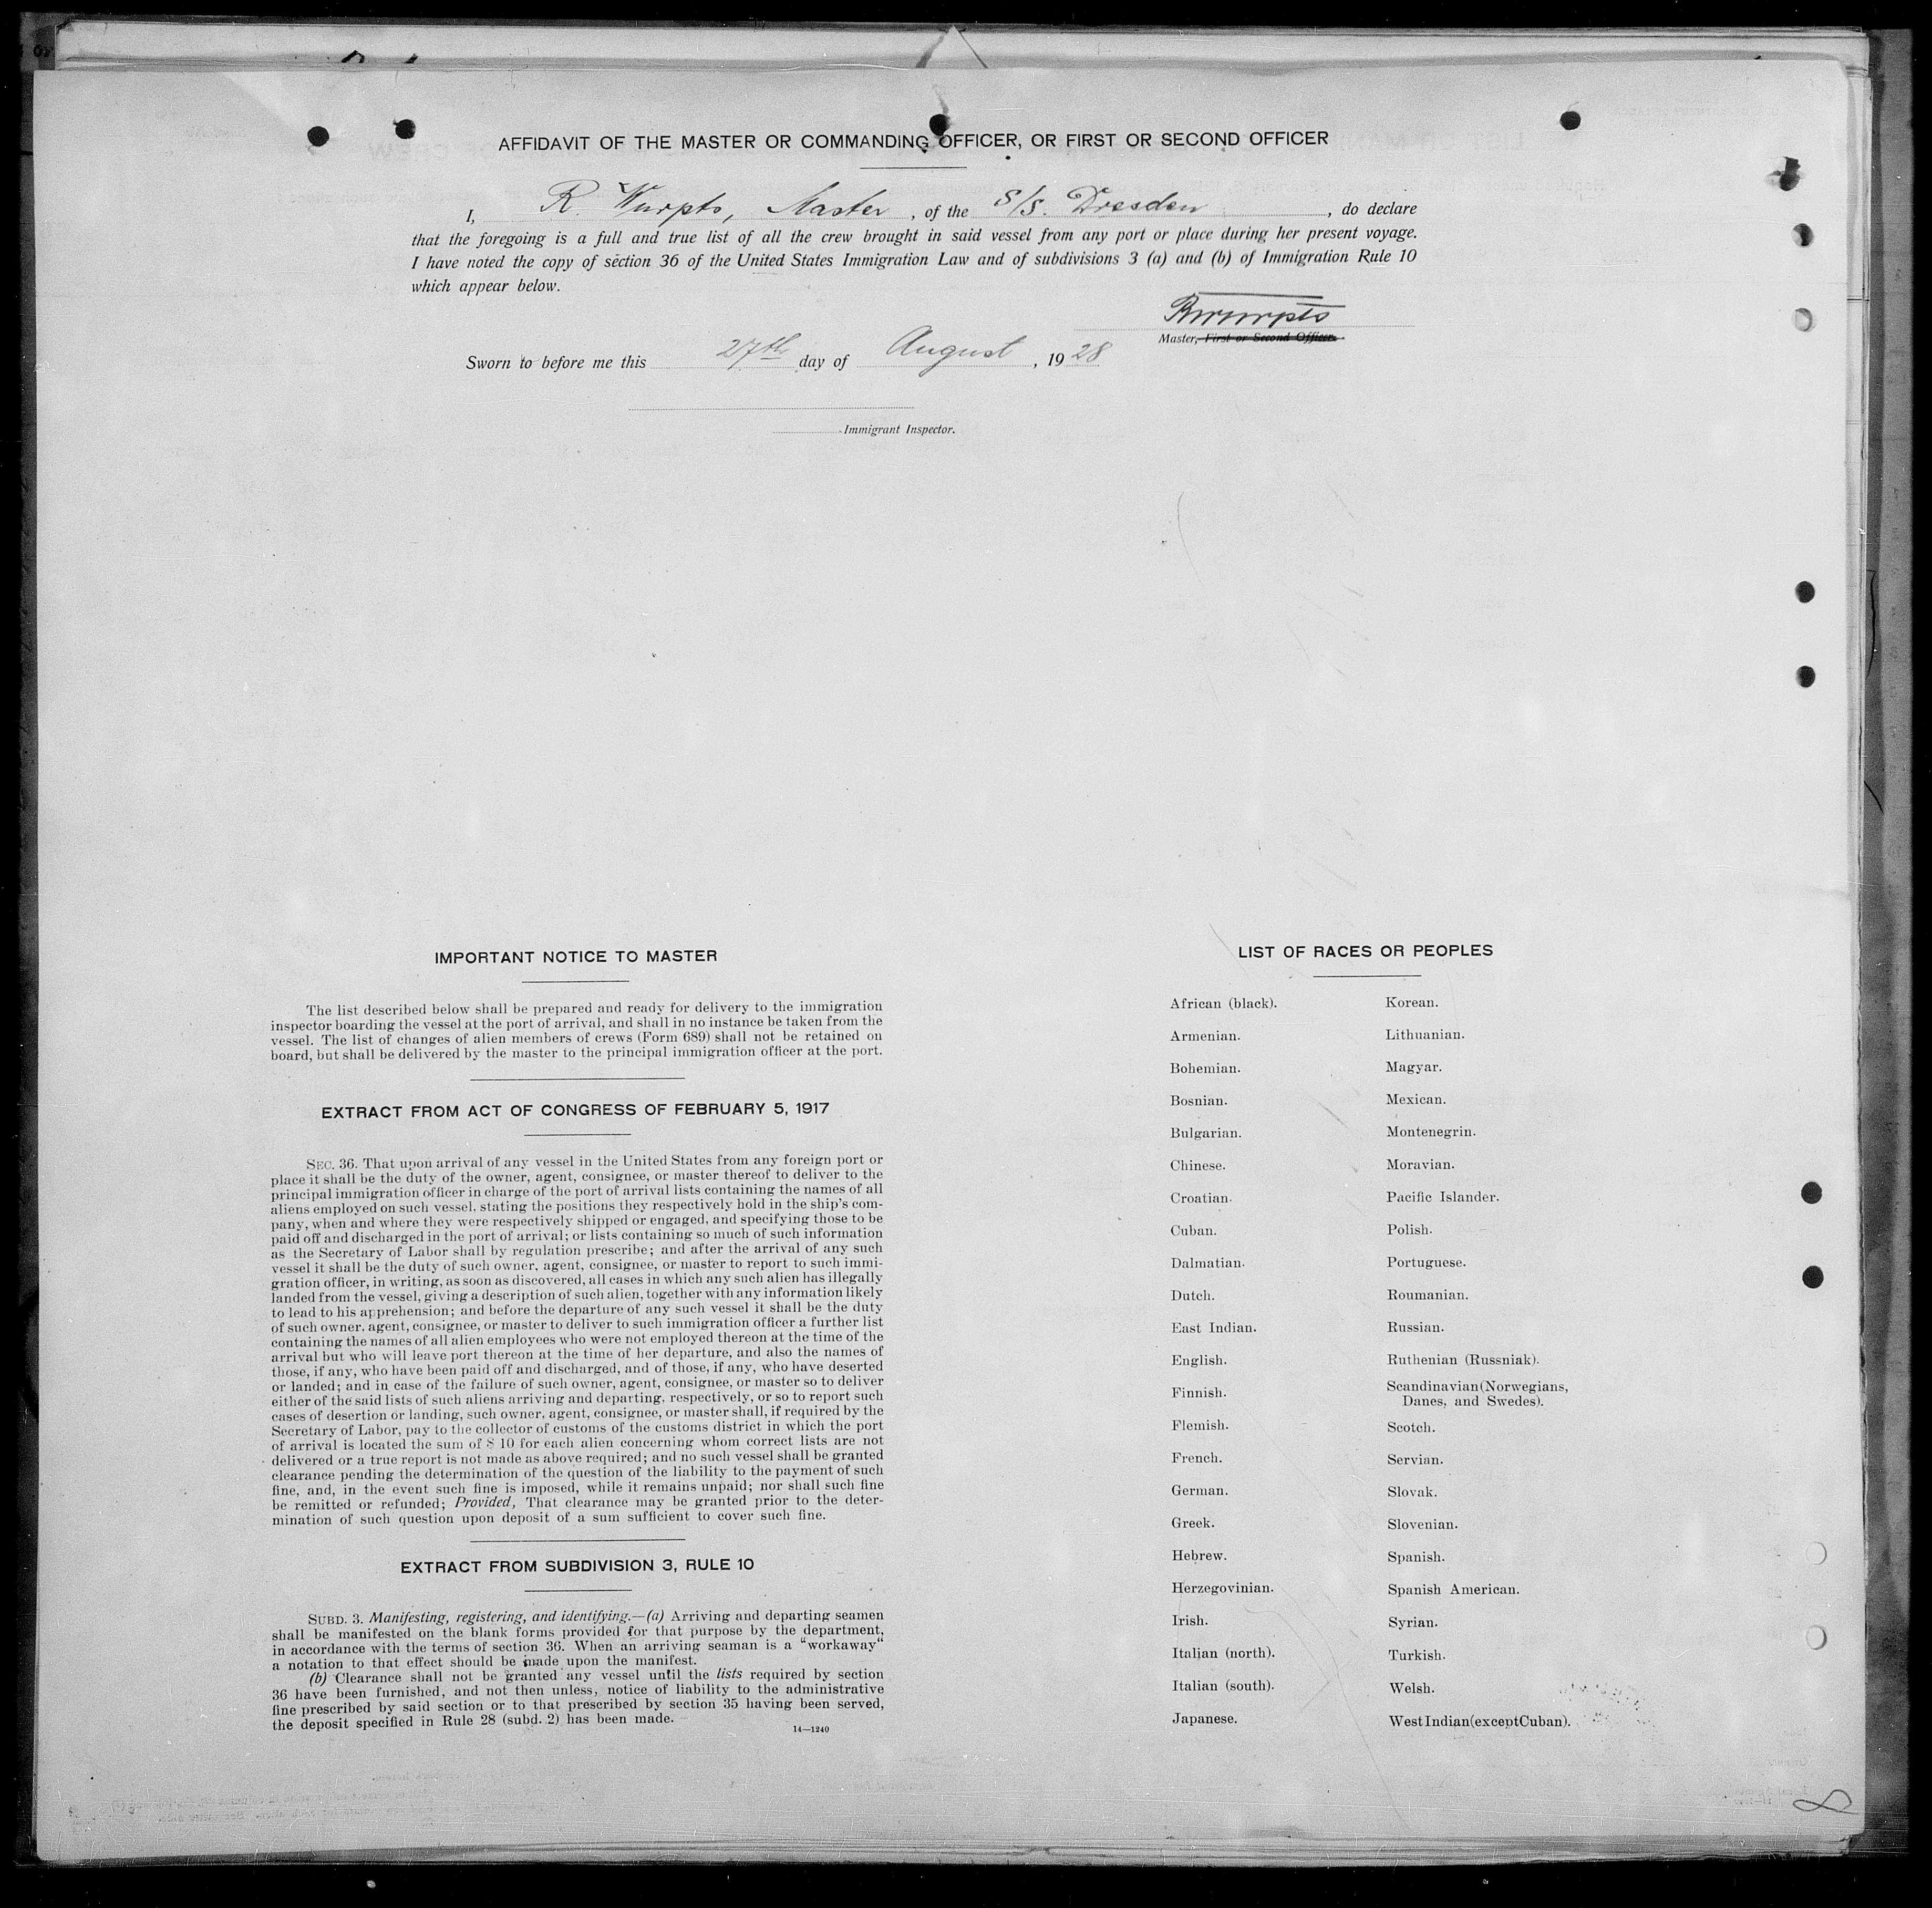 AFFIDAVIT OF THE MASTER OR COMMANDING OFFICER, OR FIRST OR SECOND OFFICER
I, R. Wurpts, Master, of the S/S. Dresden, do declare
that the foregoing is a full and true list of all the crew brought in said vessel from any port or place during her present voyage.
I have noted the copy of section 36 of the United States Immigration Law and of subdivisions 3 (a) and (b) of Immigration Rule 10
which appear below.
RWurpts
Master, First or Second Officer.
Sworn to before me this 27th day of August, 1928
Immigrant Inspector.
IMPORTANT NOTICE TO MASTER
The list described below shall be prepared and ready for delivery to the immigration
inspector boarding the vessel at the port of arrival, and shall in no instance be taken from the
vessel. The list of changes of alien members of crews (Form 689) shall not be retained on
board, but shall be delivered by the master to the principal immigration officer at the port.
EXTRACT FROM ACT OF CONGRESS OF FEBRUARY 5, 1917
SEC. 36. That upon arrival of any vessel in the United States from any foreign port or
place it shall be the duty of the owner, agent, consignee, or master thereof to deliver to the
principal immigration officer in charge of the port of arrival lists containing the names of all
aliens employed on such vessel, stating the positions they respectively hold in the ship's com-
pany, when and where they were respectively shipped or engaged, and specifying those to be
paid off and discharged in the port of arrival; or lists containing so much of such information
as the Secretary of Labor shall by regulation prescribe; and after the arrival of any such
vessel it shall be the duty of such owner, agent, consignee, or master to report to such immi-
gration officer, in writing, as soon as discovered, all cases in which any such alien has illegally
landed from the vessel, giving a description of such alien, together with any information likely
to lead to his apprehension; and before the departure of any such vessel it shall be the duty
of such owner, agent, consignee, or master to deliver to such immigration officer a further list
containing the names of all alien employees who were not employed thereon at the time of the
arrival but who will leave port thereon at the time of her departure, and also the names of
those, if any, who have been paid off and discharged, and of those, if any, who have deserted
or landed; and in case of the failure of such owner, agent, consignee, or master so to deliver
either of the said lists of such aliens arriving and departing, respectively, or so to report such
cases of desertion or landing, such owner, agent, consignee, or master shall, if required by the
Secretary of Labor, pay to the collector of customs of the customs district in which the port
of arrival is located the sum of $ 10 for each alien concerning whom correct lists are not
delivered or a true report is not made as above required; and no such vessel shall be granted
clearance pending the determination of the question of the liability to the payment of such
fine, and, in the event such fine is imposed, while it remains unpaid; nor shall such fine
be remitted or refunded; Provided, That clearance may be granted prior to the deter-
mination of such question upon deposit of a sum sufficient to cover such fine.
EXTRACT FROM SUBDIVISION 3, RULE 10
SUBD. 3. Manifesting, registering, and identifying.—(a) Arriving and departing seamen
shall be manifested on the blank forms provided for that purpose by the department,
in accordance with the terms of section 36. When an arriving seaman is a "workaway"
a notation to that effect should be made upon the manifest.
(b) Clearance shall not be granted any vessel until the lists required by section
36 have been furnished, and not then unless, notice of liability to the administrative
fine prescribed by said section or to that prescribed by section 35 having been served,
the deposit specified in Rule 28 (subd. 2) has been made.
14—1240
LIST OF RACES OR PEOPLES
African (black).
Armenian.
Bohemian.
Bosnian.
Bulgarian.
Chinese.
Croatian.
Cuban.
Dalmatian.
Dutch.
East Indian.
English.
Finnish.
Flemish.
French.
German.
Greek.
Hebrew.
Herzegovinian.
Irish.
Italian (north).
Italian (south).
Japanese.
Korean.
Lithuanian.
Magyar.
Mexican.
Montenegrin.
Moravian.
Pacific Islander.
Polish.
Portuguese.
Roumanian.
Russian.
Ruthenian (Russniak).
Scandinavian (Norwegians,
Danes, and Swedes).
Scotch.
Servian.
Slovak.
Slovenian.
Spanish.
Spanish American.
Syrian.
Turkish.
Welsh.
West Indian (except Cuban).
8